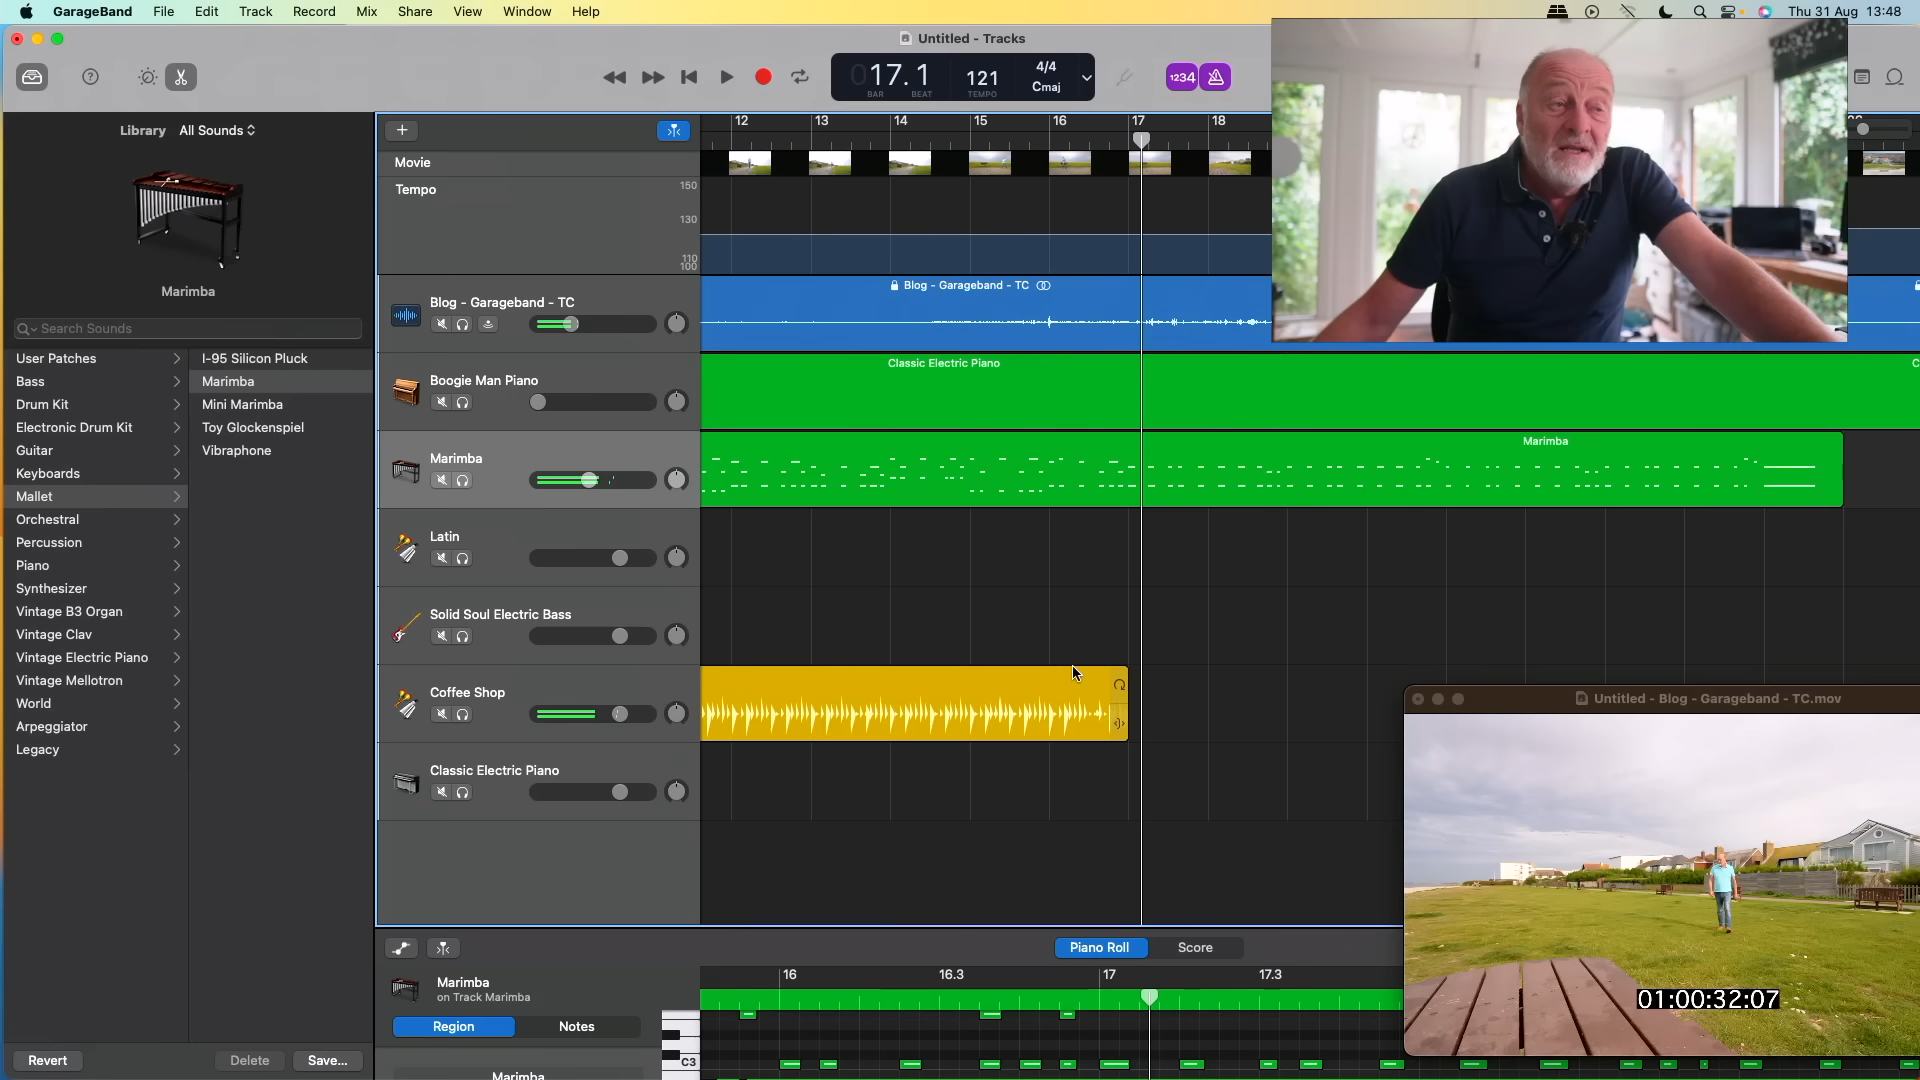 GarageBand File Edit Track Record Mix Share View Window Help
Thu 31 Aug 13:48
Untitled - Tracks
017.1 121 4/4
Cmaj
BAR BEAT TEMPO
1234
Library All Sounds
Marimba
Search Sounds
User Patches
Bass
Drum Kit
Electronic Drum Kit
Guitar
Keyboards
Mallet
Orchestral
Percussion
Piano
Synthesizer
Vintage B3 Organ
Vintage Clav
Vintage Electric Piano
Vintage Mellotron
World
Arpeggiator
Legacy
I-95 Silicon Pluck
Marimba
Mini Marimba
Toy Glockenspiel
Vibraphone
Revert Delete Save...
12 13 14 15 16 17 18
Movie
Tempo
150
130
110
100
Blog - Garageband - TC
Blog - Garageband - TC
Boogie Man Piano
Classic Electric Piano
C
Marimba
Marimba
Latin
Solid Soul Electric Bass
Coffee Shop
Classic Electric Piano
Untitled - Blog - Garageband - TC.mov
01:00:32:07
Piano Roll Score
16 16.3 17 17.3
Marimba
on Track Marimba
Region Notes
C3
Marimba